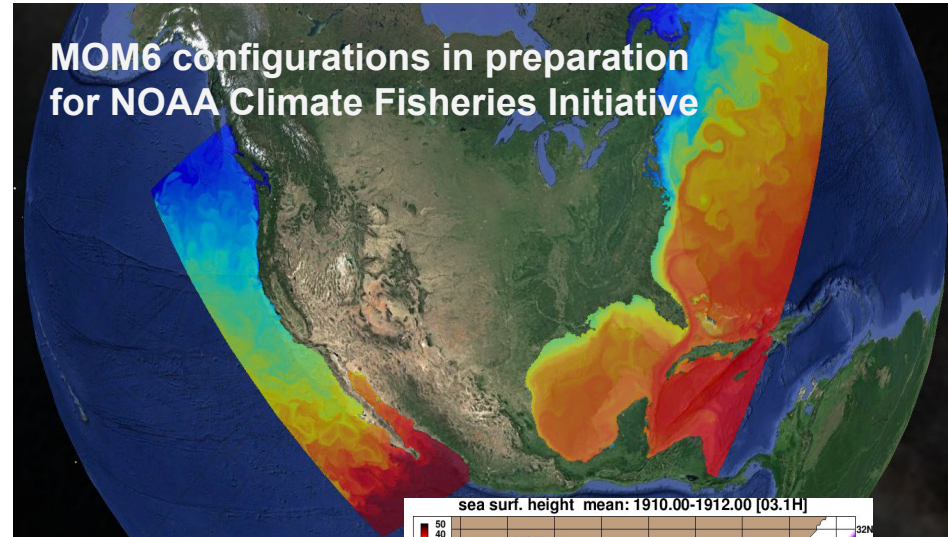 MOM6 configurations in preparation
for NOAA Climate Fisheries Initiative
sea surf. height mean: 1910.00-1912.00 [03.1H]
50
40
32N